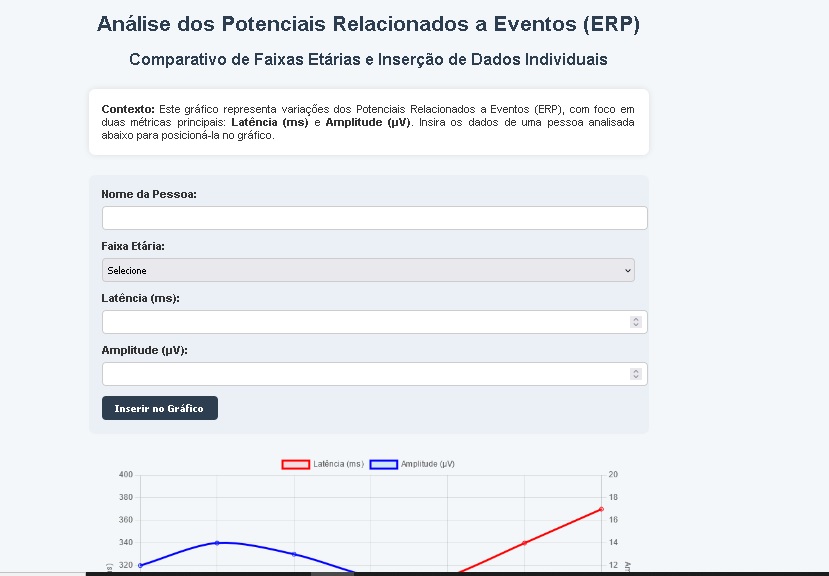 Análise dos Potenciais Relacionados a Eventos (ERP)
Comparativo de Faixas Etárias e Inserção de Dados Individuais
Contexto: Este gráfico representa variações dos Potenciais Relacionados a Eventos (ERP), com foco em
duas métricas principais: Latência (ms) e Amplitude (µV). Insira os dados de uma pessoa analisada
abaixo para posicioná-la no gráfico.
Nome da Pessoa:
Faixa Etária:
Selecione
Latência (ms):
Amplitude (µV):
Inserir no Gráfico
Latência (ms) Amplitude (µV)
400 20
380 18
360 16
340 14
320 12